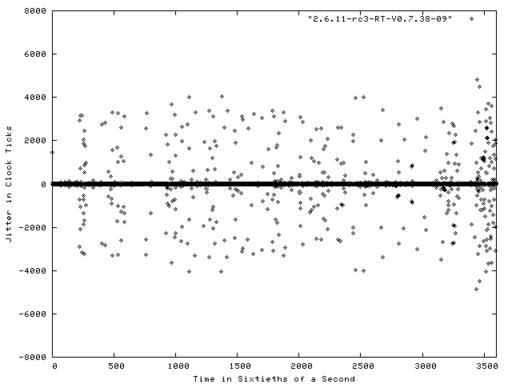 "2.6.11-rc3-RT-V0.7.38-09"
8000
6000
4000
2000
0
-2000
-4000
-6000
-8000
Jitter in Clock Ticks
0 500 1000 1500 2000 2500 3000 3500
Time in Sixtieths of a Second